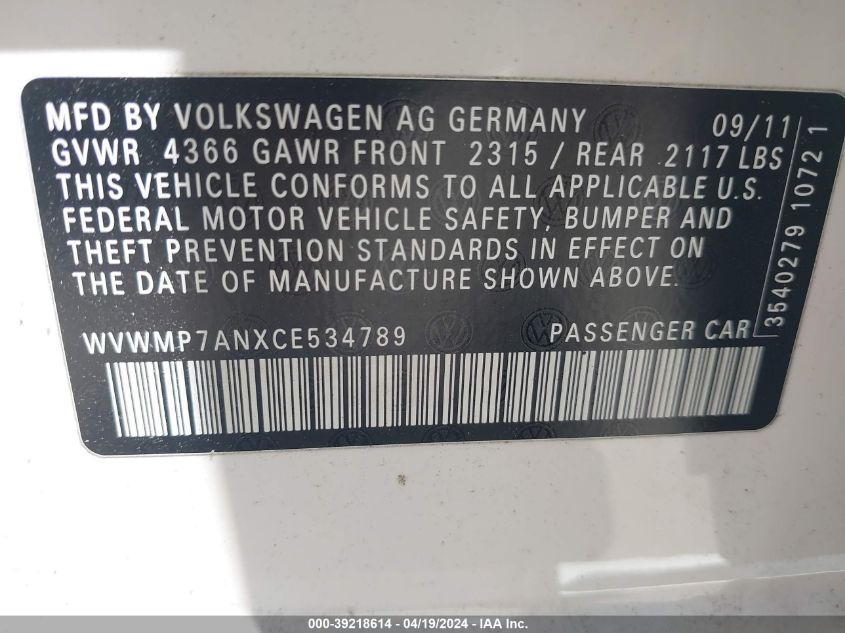 MFD BY VOLKSWAGEN AG GERMANY 09/11
GVWR 4366 GAWR FRONT 2315 / REAR 2117 LBS
THIS VEHICLE CONFORMS TO ALL APPLICABLE U.S.
FEDERAL MOTOR VEHICLE SAFETY, BUMPER AND
THEFT PREVENTION STANDARDS IN EFFECT ON
THE DATE OF MANUFACTURE SHOWN ABOVE.
WVWMP7ANXCE534789 PASSENGER CAR
3540279 1072 1
000-39218614 - 04/19/2024 - IAAI Inc.